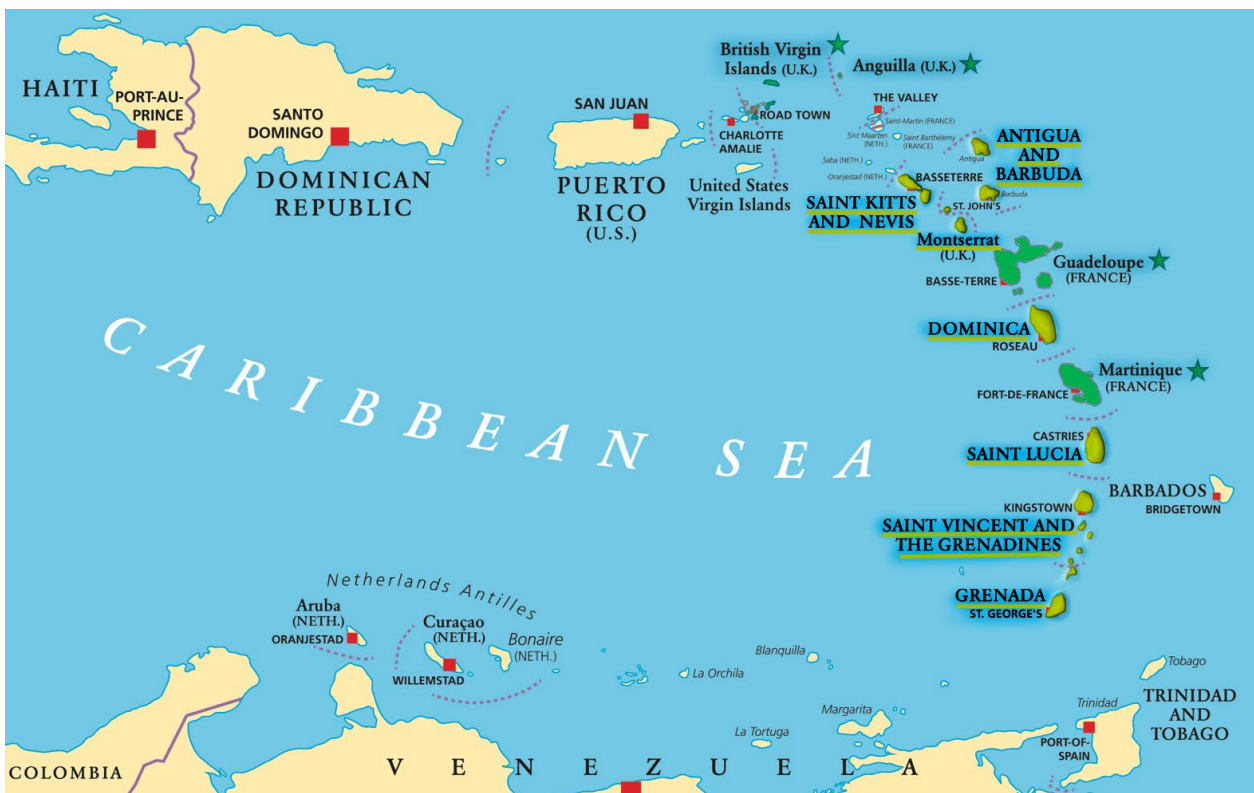 British Virgin
Islands (U.K.)
Anguilla (U.K.)
HAITI
PORT-AU-
PRINCE
SANTO
DOMINGO
DOMINICAN
REPUBLIC
SAN JUAN
PUERTO
RICO
(U.S.)
ROAD TOWN
CHARLOTTE
AMALIE
United States
Virgin Islands
THE VALLEY
Saint-Martin (FRANCE)
Sint Maarten
(NETH.)
Saint Barthélemy
(FRANCE)
Saba (NETH.)
Oranjestad (NETH.)
BASSETERRE
SAINT KITTS
AND NEVIS
ANTIGUA
AND
BARBUDA
Antigua
Barbuda
ST. JOHN'S
Montserrat
(U.K.)
Guadeloupe
(FRANCE)
BASSE-TERRE
DOMINICA
ROSEAU
Martinique
(FRANCE)
FORT-DE-FRANCE
CARIBBEAN SEA
CASTRIES
SAINT LUCIA
BARBADOS
BRIDGETOWN
KINGSTOWN
SAINT VINCENT AND
THE GRENADINES
GRENADA
ST. GEORGE'S
Netherlands Antilles
Aruba
(NETH.)
ORANJESTAD
Curaçao
(NETH.)
WILLEMSTAD
Bonaire
(NETH.)
La Orchila
Blanquilla
Margarita
La Tortuga
Tobago
Trinidad
TRINIDAD
AND
TOBAGO
PORT-OF-
SPAIN
COLOMBIA
VENEZUELA